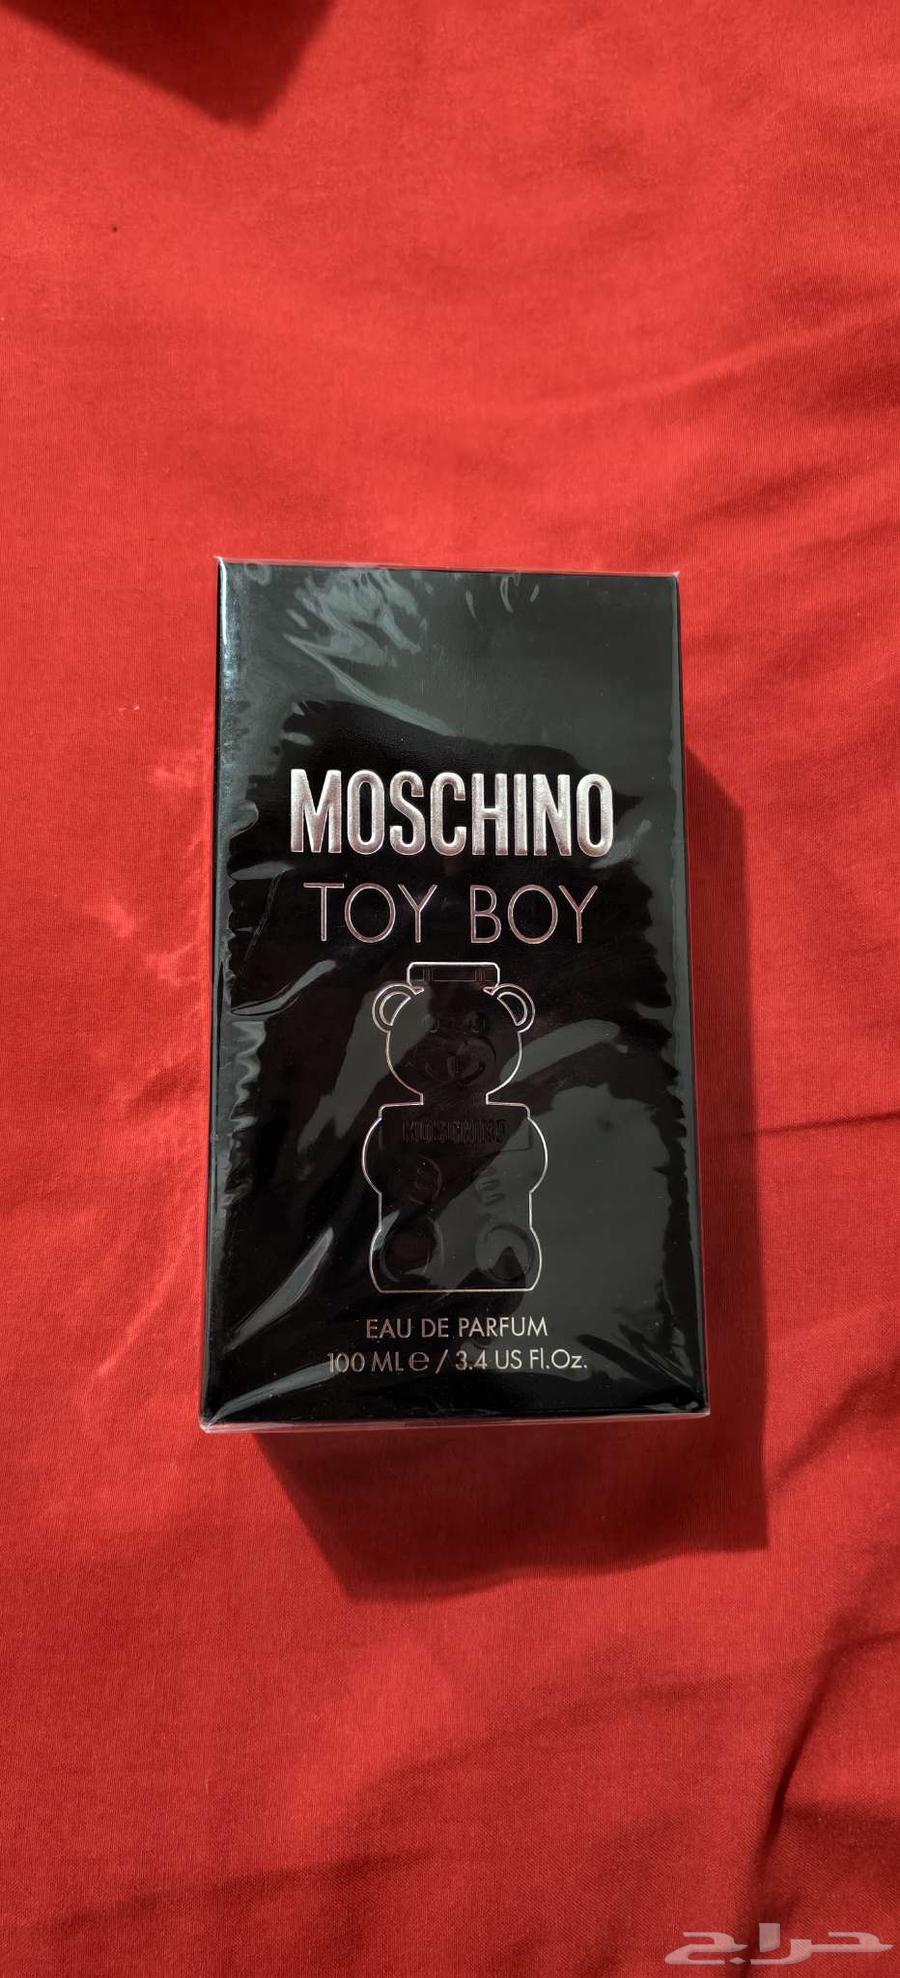 MOSCHINO
TOY BOY
MOSCHINO
EAU DE PARFUM
100 ML e / 3.4 US Fl.Oz.
حراج